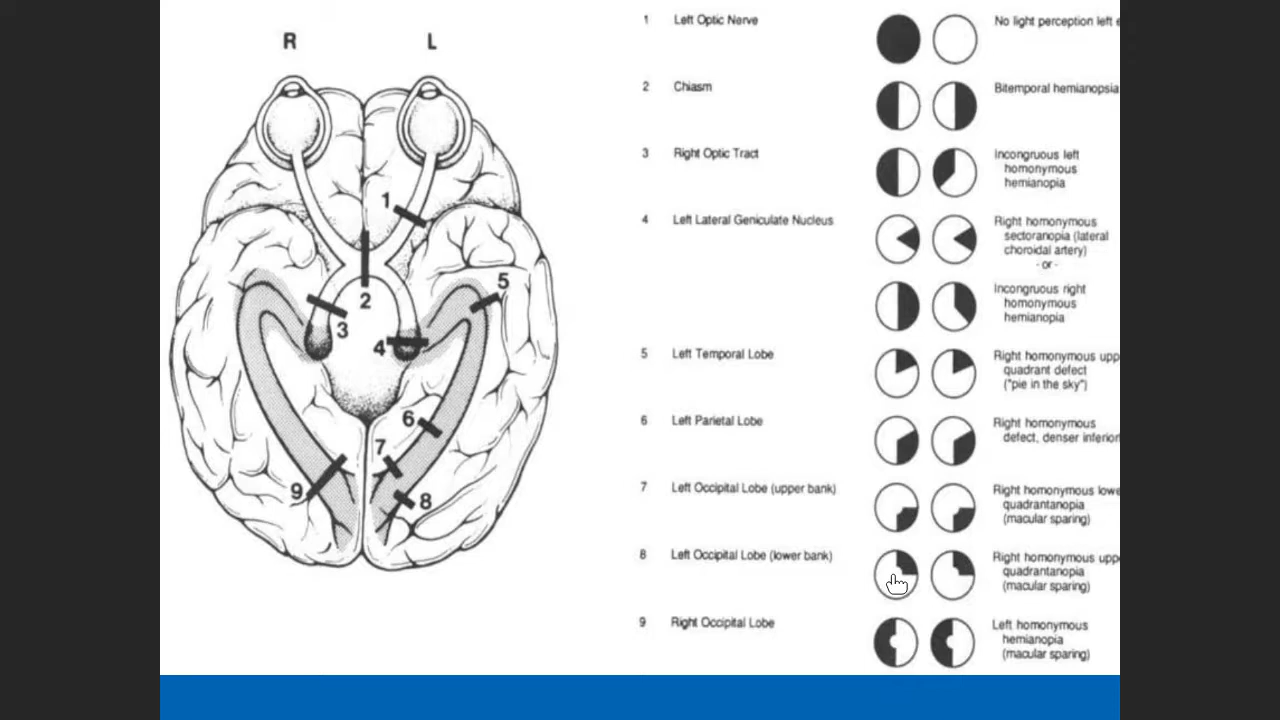 R L
1
2
3
4
5
6
7
8
9
1 Left Optic Nerve No light perception left
2 Chiasm Bitemporal hemianopsia
3 Right Optic Tract Incongruous left
homonymous
hemianopia
4 Left Lateral Geniculate Nucleus Right homonymous
sectoranopia (lateral
choroidal artery)
- or -
Incongruous right
homonymous
hemianopia
5 Left Temporal Lobe Right homonymous upp
quadrant defect
("pie in the sky")
6 Left Parietal Lobe Right homonymous
defect, denser inferior
7 Left Occipital Lobe (upper bank) Right homonymous lowe
quadrantanopia
(macular sparing)
8 Left Occipital Lobe (lower bank) Right homonymous upp
quadrantanopia
(macular sparing)
9 Right Occipital Lobe Left homonymous
hemianopia
(macular sparing)